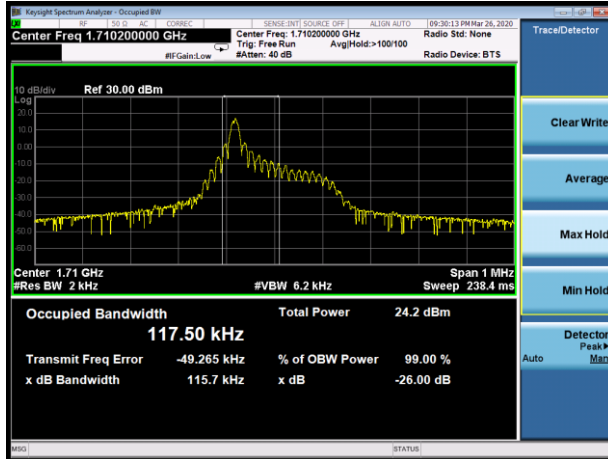 Keysight Spectrum Analyzer - Occupied BW
RF 50 Ω AC CORREC SENSE:INT SOURCE OFF ALIGN AUTO 09:30:13 PM Mar 26, 2020
Center Freq 1.710200000 GHz Center Freq: 1.710200000 GHz Radio Std: None Trace/Detector
Trig: Free Run Avg|Hold:>100/100
#IFGain:Low #Atten: 40 dB Radio Device: BTS
10 dB/div Ref 30.00 dBm
Log
20.0
10.0
0.00
-10.0
-20.0
-30.0
-40.0
-50.0
-60.0
Clear Write
Average
Max Hold
Min Hold
Detector
Peak▶
Auto Man
Center 1.71 GHz Span 1 MHz
#Res BW 2 kHz #VBW 6.2 kHz Sweep 238.4 ms
Occupied Bandwidth Total Power 24.2 dBm
117.50 kHz
Transmit Freq Error -49.265 kHz % of OBW Power 99.00 %
x dB Bandwidth 115.7 kHz x dB -26.00 dB
MSG STATUS